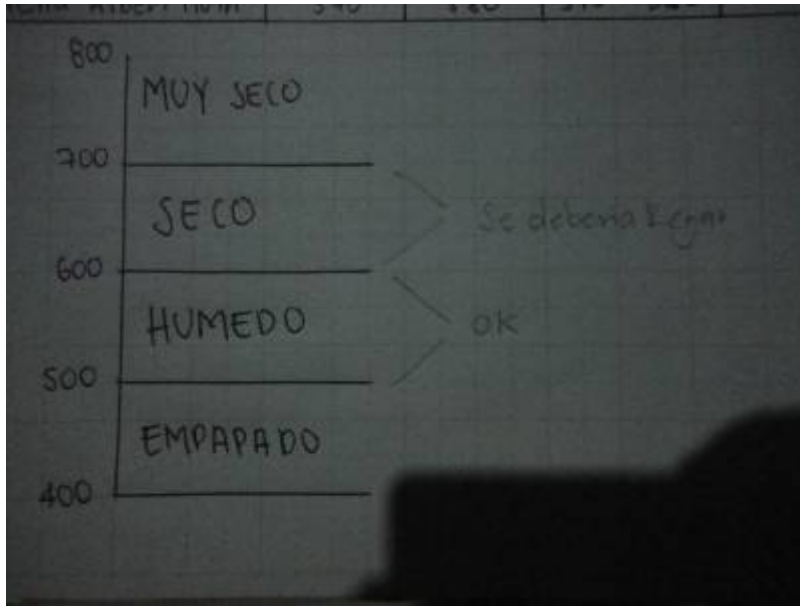 800
MUY SECO
700
SECO
Se deberia Regar
600
HUMEDO
OK
500
EMPAPADO
400